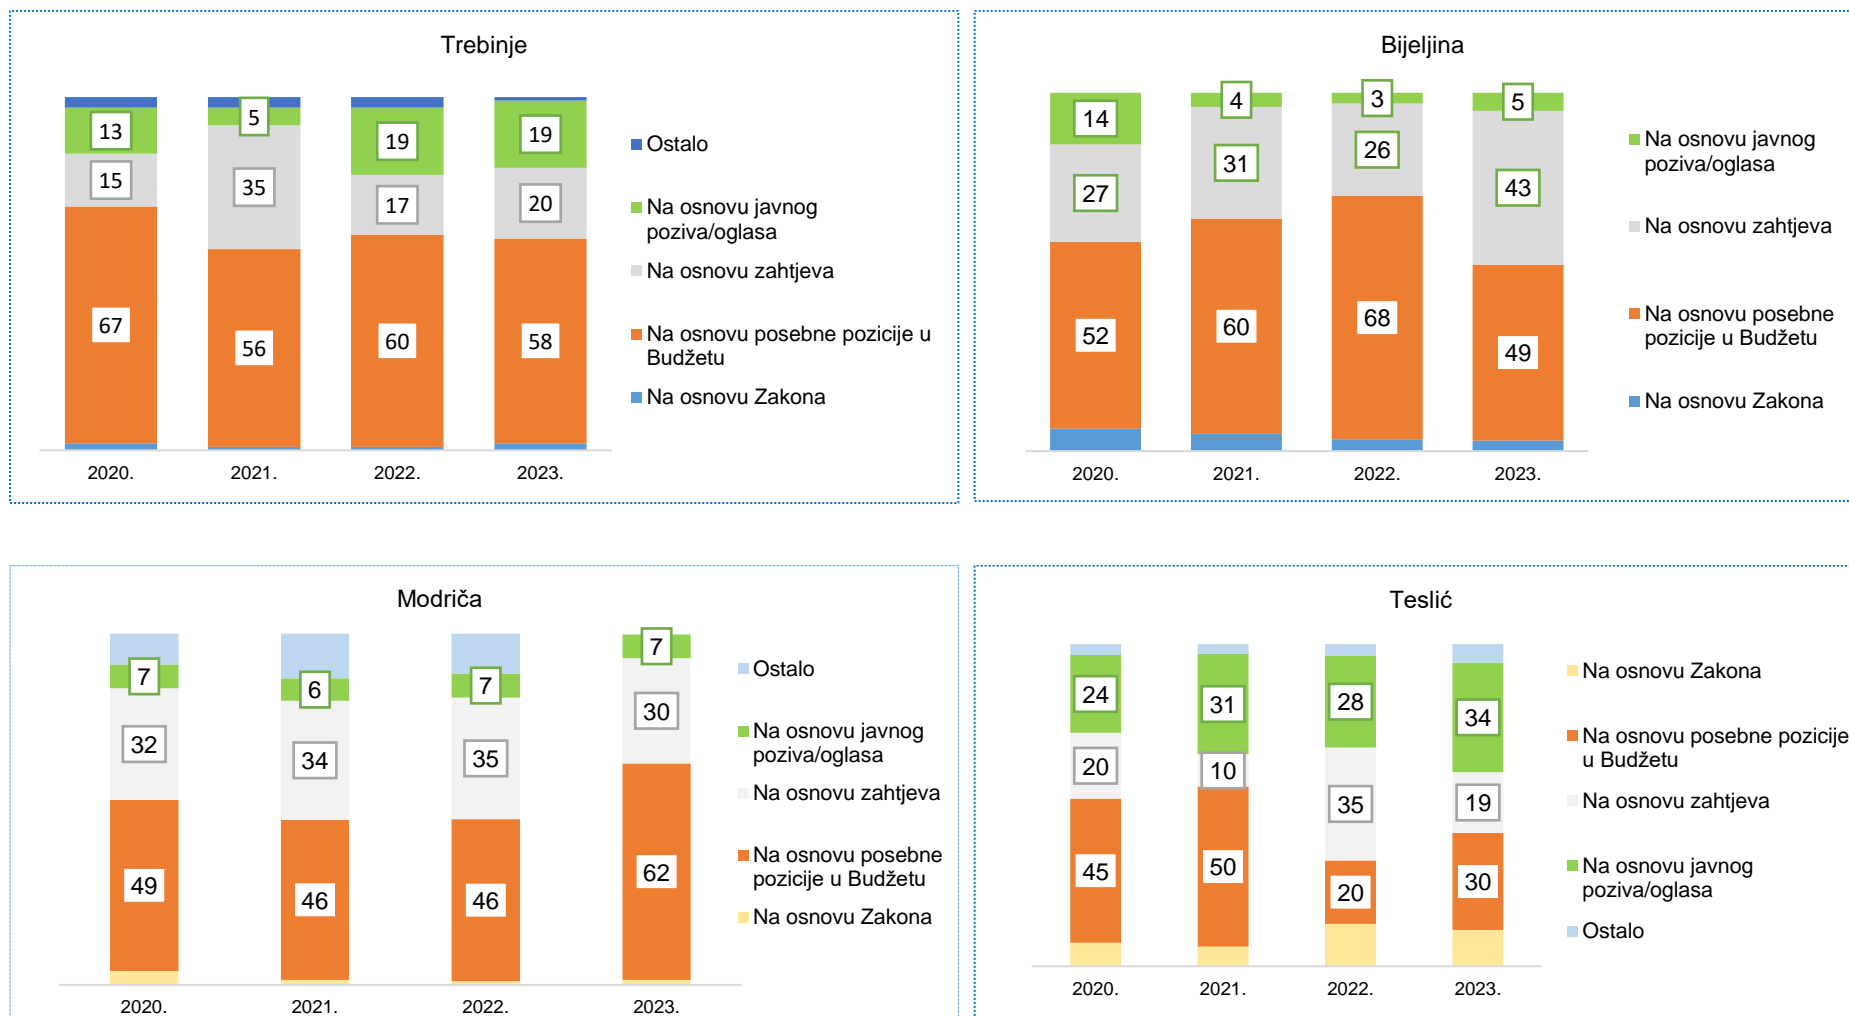 Trebinje
13
5
19
19
15
35
17
20
67
56
60
58
2020.
2021.
2022.
2023.
Ostalo
Na osnovu javnog
poziva/oglasa
Na osnovu zahtjeva
Na osnovu posebne pozicije u
Budžetu
Na osnovu Zakona
Bijeljina
14
4
3
5
27
31
26
43
52
60
68
49
2020.
2021.
2022.
2023.
Na osnovu javnog
poziva/oglasa
Na osnovu zahtjeva
Na osnovu posebne
pozicije u Budžetu
Na osnovu Zakona
Modriča
7
6
7
7
32
34
35
30
49
46
46
62
2020.
2021.
2022.
2023.
Ostalo
Na osnovu javnog
poziva/oglasa
Na osnovu zahtjeva
Na osnovu posebne
pozicije u Budžetu
Na osnovu Zakona
Teslić
24
31
28
34
20
10
35
19
45
50
20
30
2020.
2021.
2022.
2023.
Na osnovu Zakona
Na osnovu posebne pozicije
u Budžetu
Na osnovu zahtjeva
Na osnovu javnog
poziva/oglasa
Ostalo